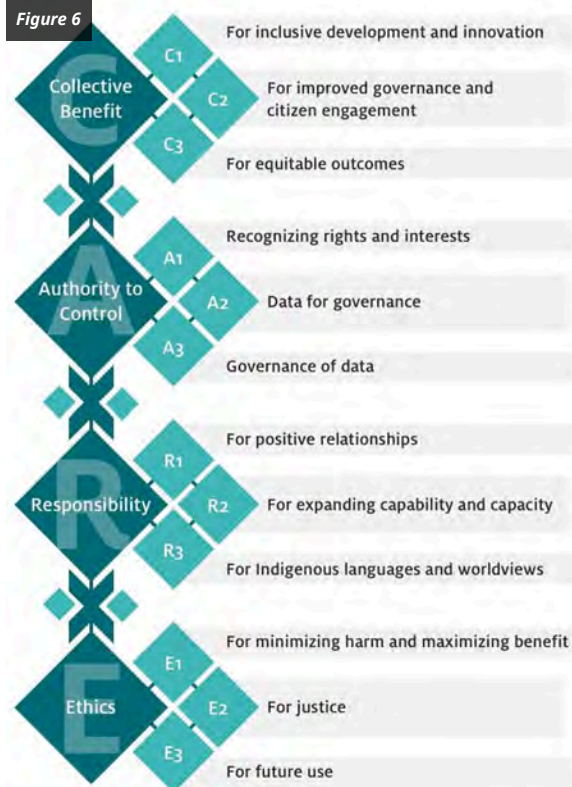 Figure 6
C
Collective
Benefit
C1
For inclusive development and innovation
C2
For improved governance and
citizen engagement
C3
For equitable outcomes
A
Authority to
Control
A1
Recognizing rights and interests
A2
Data for governance
A3
Governance of data
R
Responsibility
R1
For positive relationships
R2
For expanding capability and capacity
R3
For Indigenous languages and worldviews
E
Ethics
E1
For minimizing harm and maximizing benefit
E2
For justice
E3
For future use